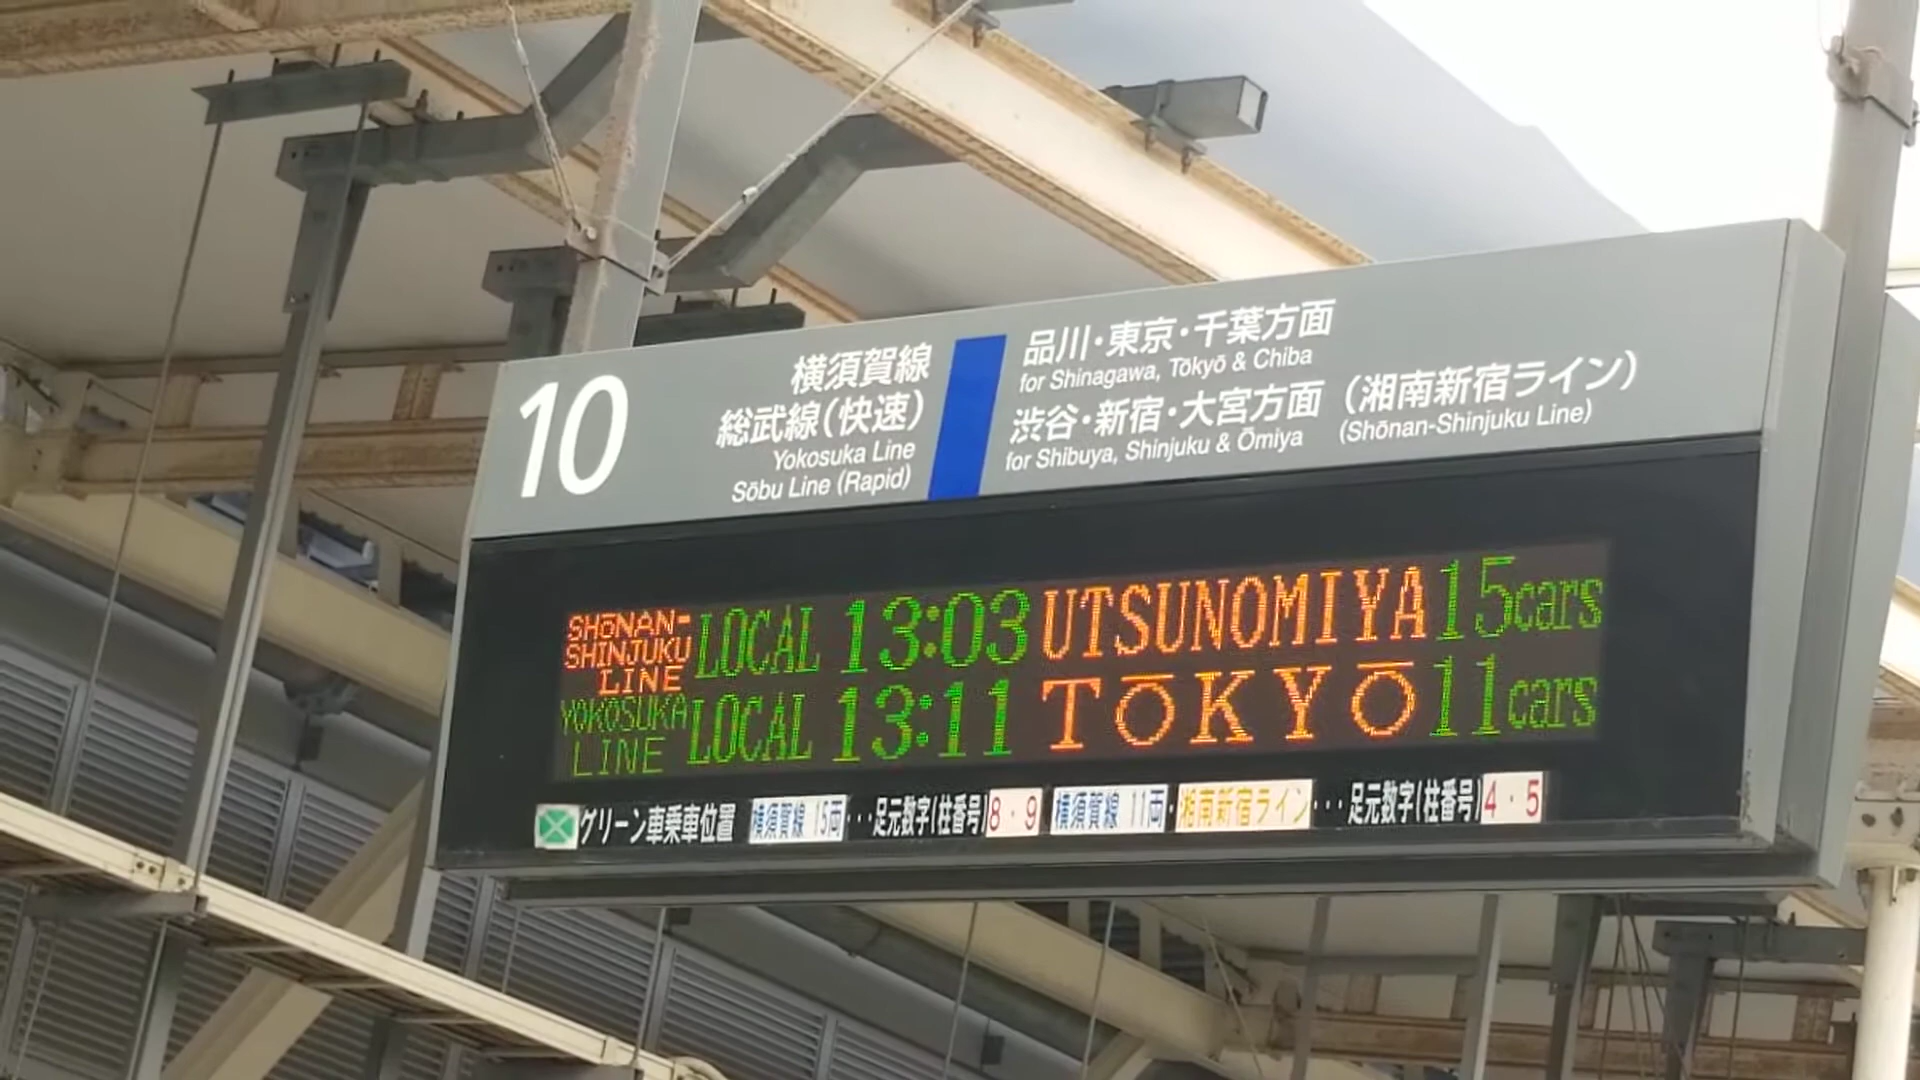 10
横須賀線
総武線(快速)
Yokosuka Line
Sōbu Line (Rapid)
品川・東京・千葉方面
for Shinagawa, Tōkyō & Chiba
渋谷・新宿・大宮方面 (湘南新宿ライン)
for Shibuya, Shinjuku & Ōmiya (Shōnan-Shinjuku Line)
SHōNAN-SHINJUKU LINE LOCAL 13:03 UTSUNOMIYA 15cars
YOKOSUKA LINE LOCAL 13:11 TŌKYŌ 11cars
グリーン車乗車位置 横須賀線 15両・・・足元数字(柱番号) 8・9 横須賀線 11両・湘南新宿ライン・・・足元数字(柱番号) 4・5